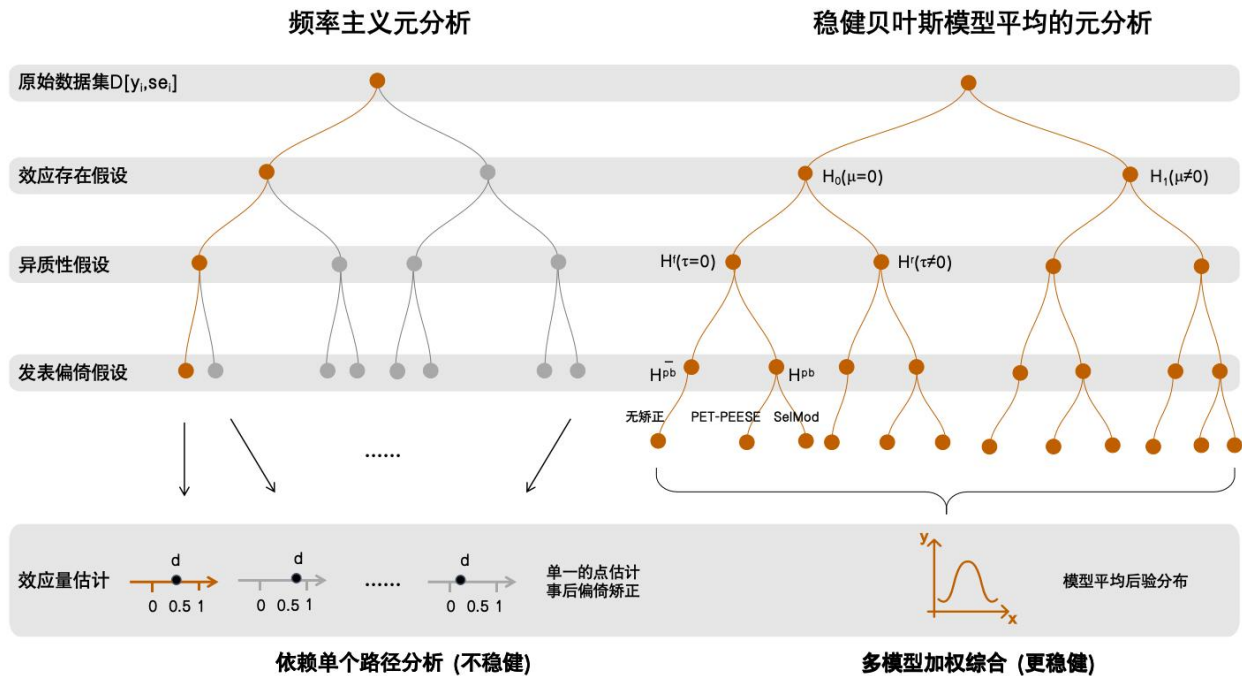 频率主义元分析
稳健贝叶斯模型平均的元分析
原始数据集D[yᵢ,seᵢ]
效应存在假设
H₀(μ=0)
H₁(μ≠0)
异质性假设
Hᶠ(τ=0)
Hʳ(τ≠0)
发表偏倚假设
H^p̅b̅
H^pb
无矫正
PET-PEESE
SelMod
......
效应量估计
d
0 0.5 1
d
0 0.5 1
......
d
0 0.5 1
单一的点估计
事后偏倚矫正
y
x
模型平均后验分布
依赖单个路径分析 (不稳健)
多模型加权综合 (更稳健)